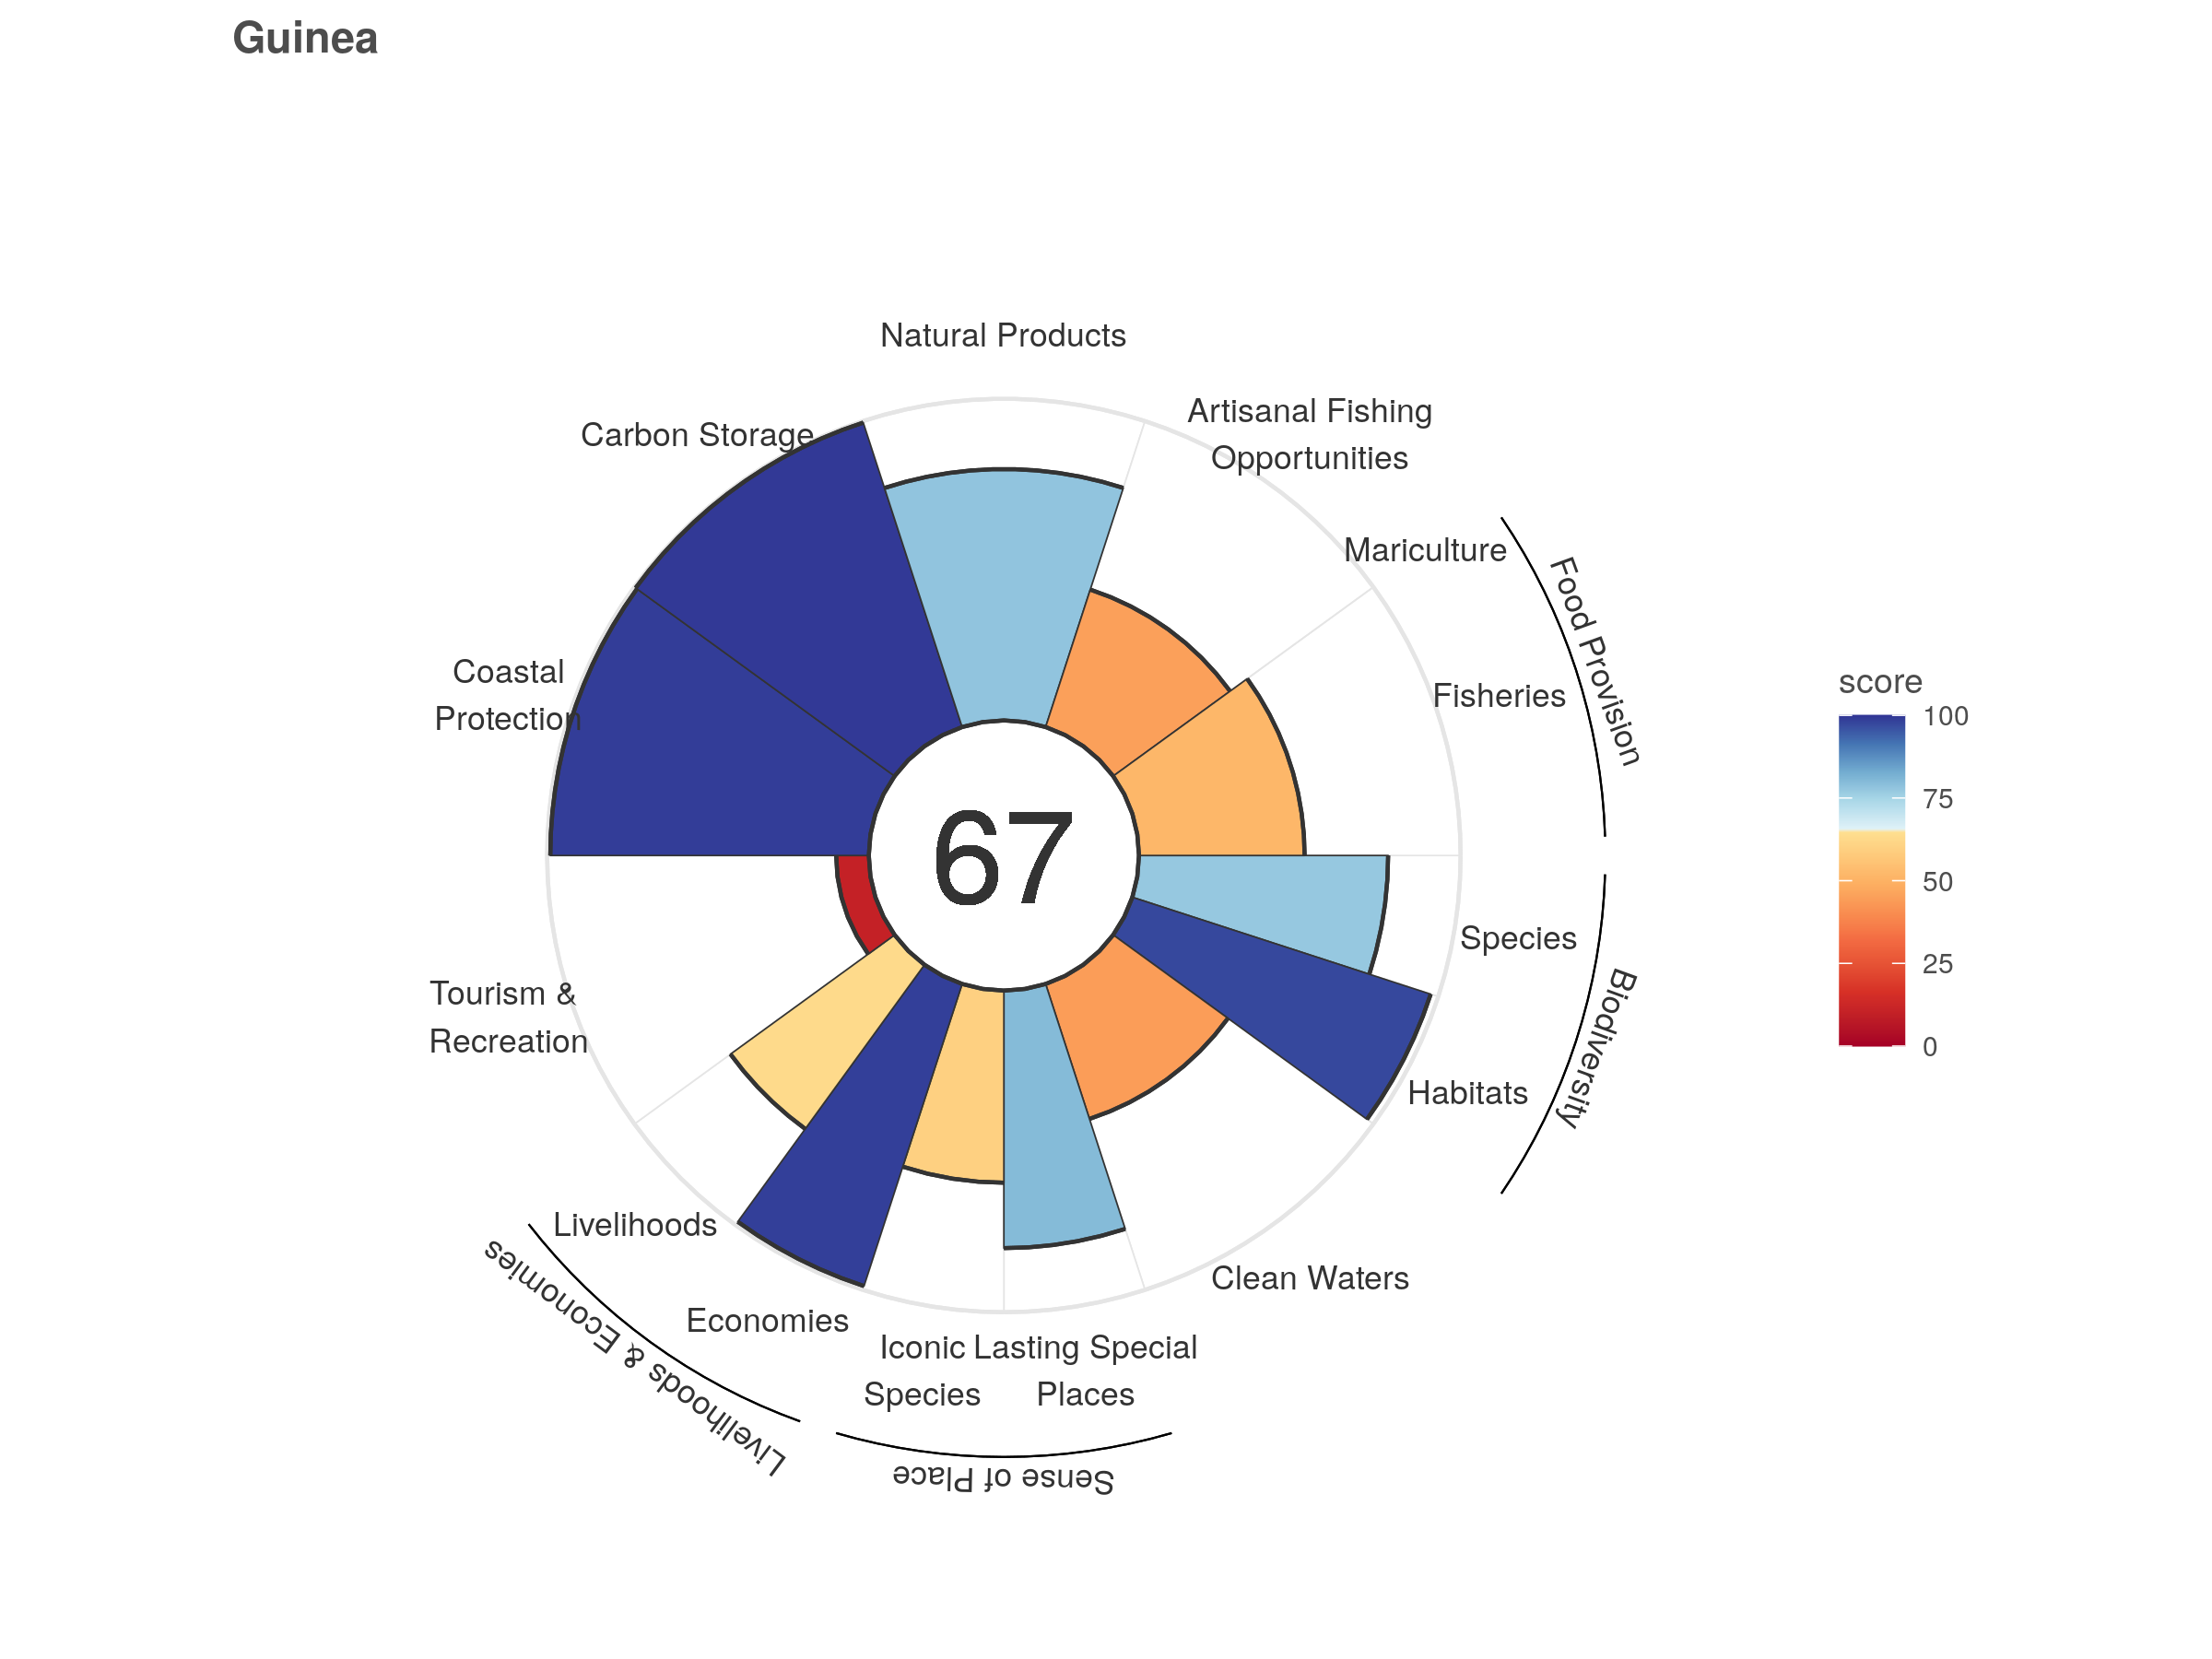 Guinea
Natural Products
Artisanal Fishing
Opportunities
Carbon Storage
Mariculture
Food Provision
Fisheries
Coastal
Protection
67
score
100
75
50
25
0
Species
Biodiversity
Habitats
Tourism &
Recreation
Livelihoods
Livelihoods & Economies
Economies
Clean Waters
Iconic
Species
Lasting Special
Places
Sense of Place